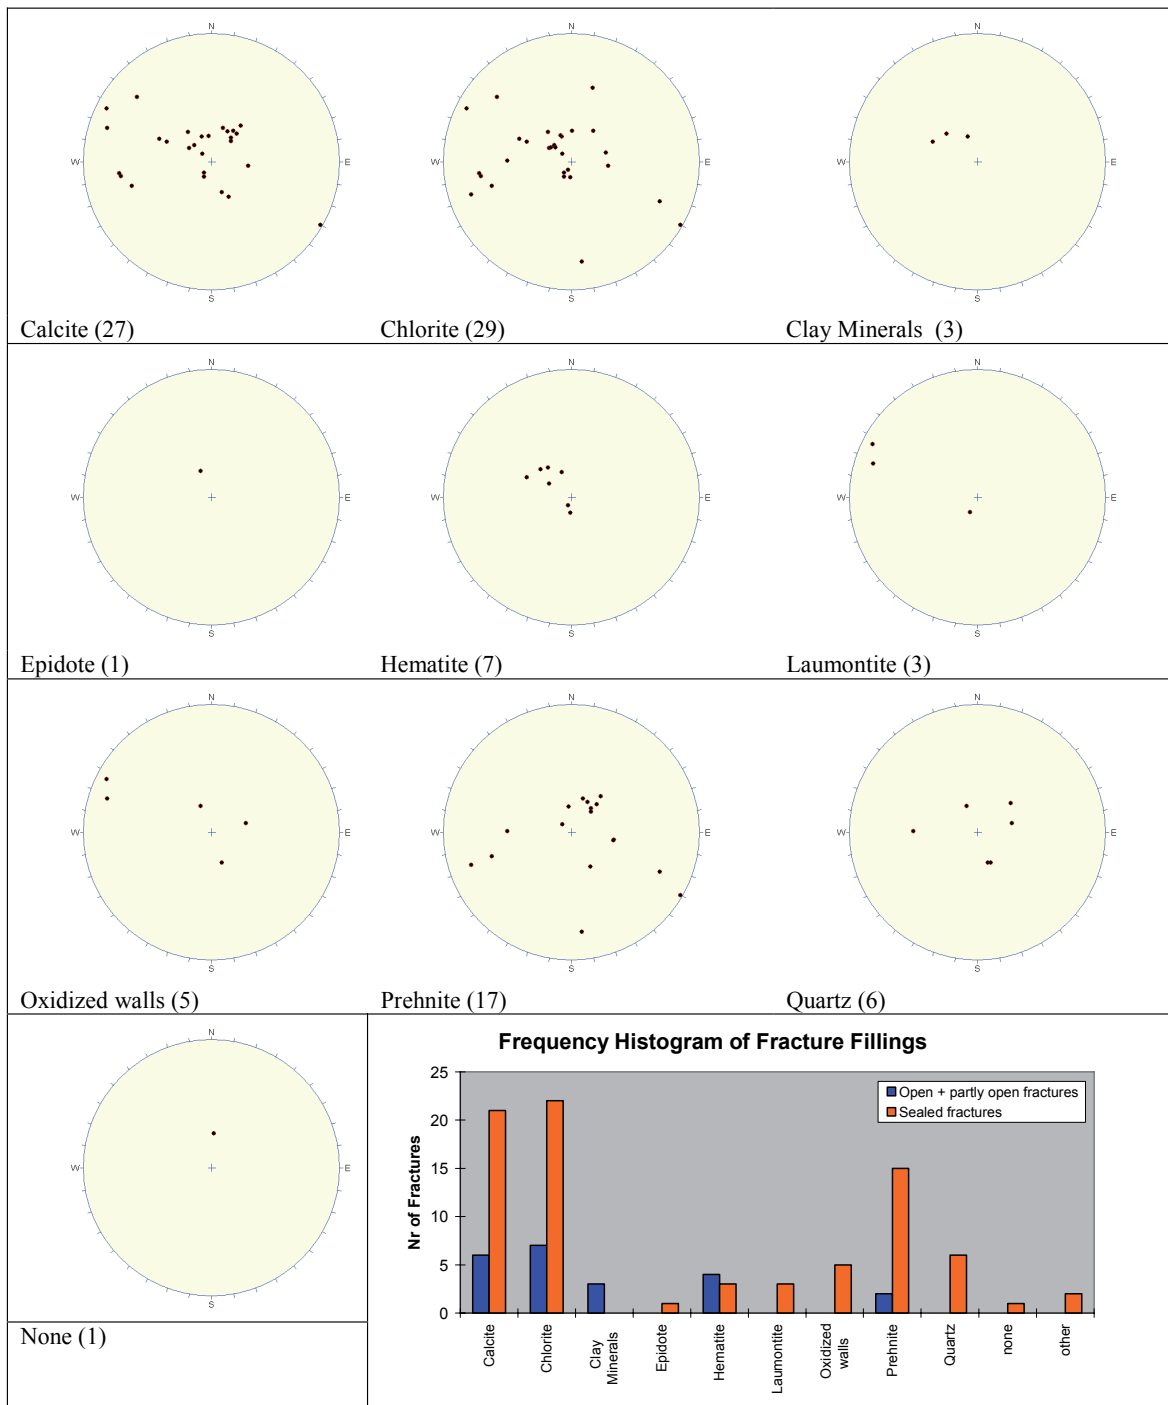 N
N
N
W
E
W
E
W
E
S
S
S
Calcite (27)
Chlorite (29)
Clay Minerals (3)
N
N
N
W
E
W
E
W
E
S
S
S
Epidote (1)
Hematite (7)
Laumontite (3)
N
N
N
W
E
W
E
W
E
S
S
S
Oxidized walls (5)
Prehnite (17)
Quartz (6)
N
W
E
S
None (1)
Frequency Histogram of Fracture Fillings
Nr of Fractures
25
20
15
10
5
0
Open + partly open fractures
Sealed fractures
Calcite
Chlorite
Clay
Minerals
Epidote
Hematite
Laumontite
Oxidized
walls
Prehnite
Quartz
none
other